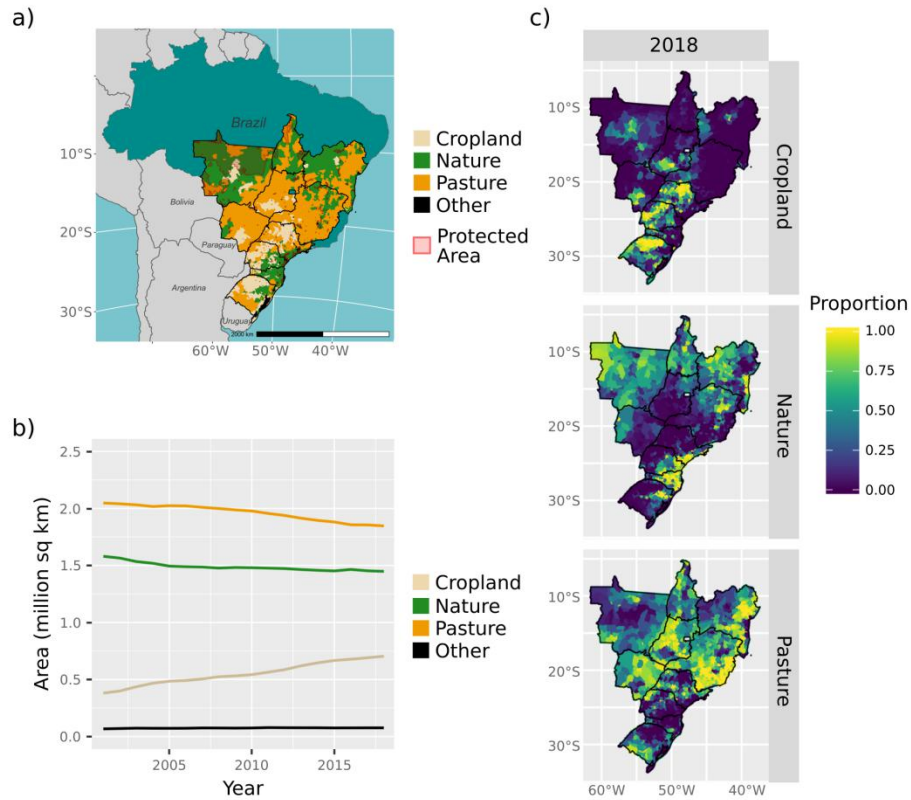 a)
Brazil
Bolivia
Paraguay
Argentina
Uruguay
2000 km
10°S
20°S
30°S
60°W 50°W 40°W
Cropland
Nature
Pasture
Other
Protected
Area
b)
Area (million sq km)
2.5
2.0
1.5
1.0
0.5
0.0
2005 2010 2015
Year
Cropland
Nature
Pasture
Other
c)
2018
10°S
20°S
30°S
Cropland
10°S
20°S
30°S
Nature
10°S
20°S
30°S
Pasture
60°W 50°W 40°W
Proportion
1.00
0.75
0.50
0.25
0.00